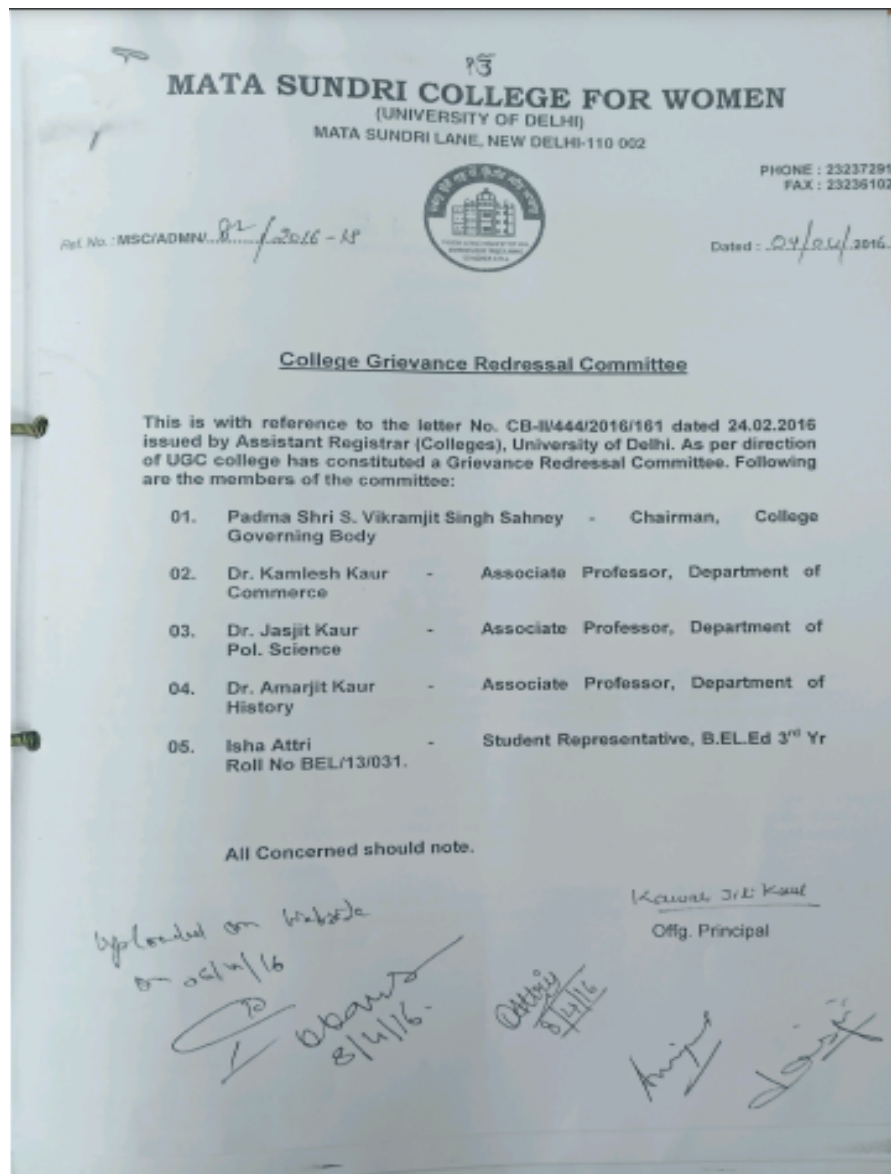 ੴ
MATA SUNDRI COLLEGE FOR WOMEN
(UNIVERSITY OF DELHI)
MATA SUNDRI LANE, NEW DELHI-110 002
PHONE : 23237291
FAX : 23236102
Ref. No. : MSC/ADMN/ /2016 -
Dated : 04/04/2016.
College Grievance Redressal Committee
This is with reference to the letter No. CB-II/444/2016/161 dated 24.02.2016
issued by Assistant Registrar (Colleges), University of Delhi. As per direction
of UGC college has constituted a Grievance Redressal Committee. Following
are the members of the committee:
01. Padma Shri S. Vikramjit Singh Sahney - Chairman, College
Governing Body
02. Dr. Kamlesh Kaur - Associate Professor, Department of
Commerce
03. Dr. Jasjit Kaur - Associate Professor, Department of
Pol. Science
04. Dr. Amarjit Kaur - Associate Professor, Department of
History
05. Isha Attri - Student Representative, B.EL.Ed 3rd Yr
Roll No BEL/13/031.
All Concerned should note.
Kawal Jit Kaur
Offg. Principal
Uploaded on Website
on 06/4/16
8/4/16.
8/4/16